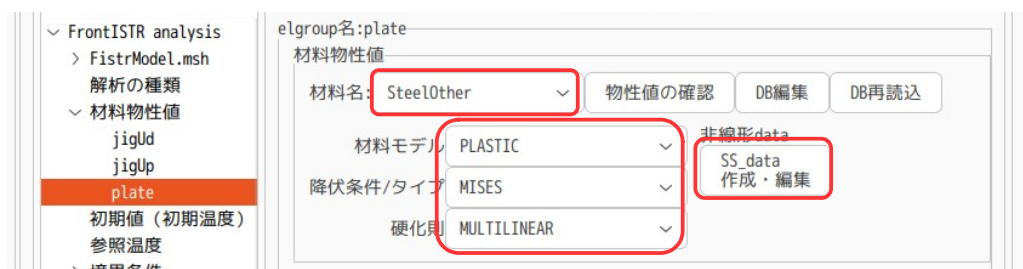 FrontISTR analysis
FistrModel.msh
解析の種類
材料物性値
jigUd
jigUp
plate
初期値（初期温度）
参照温度
境界条件
elgroup名:plate
材料物性値
材料名: SteelOther 物性値の確認 DB編集 DB再読込
材料モデル PLASTIC
降伏条件/タイプ MISES
硬化則 MULTILINEAR
非線形data
SS_data
作成・編集